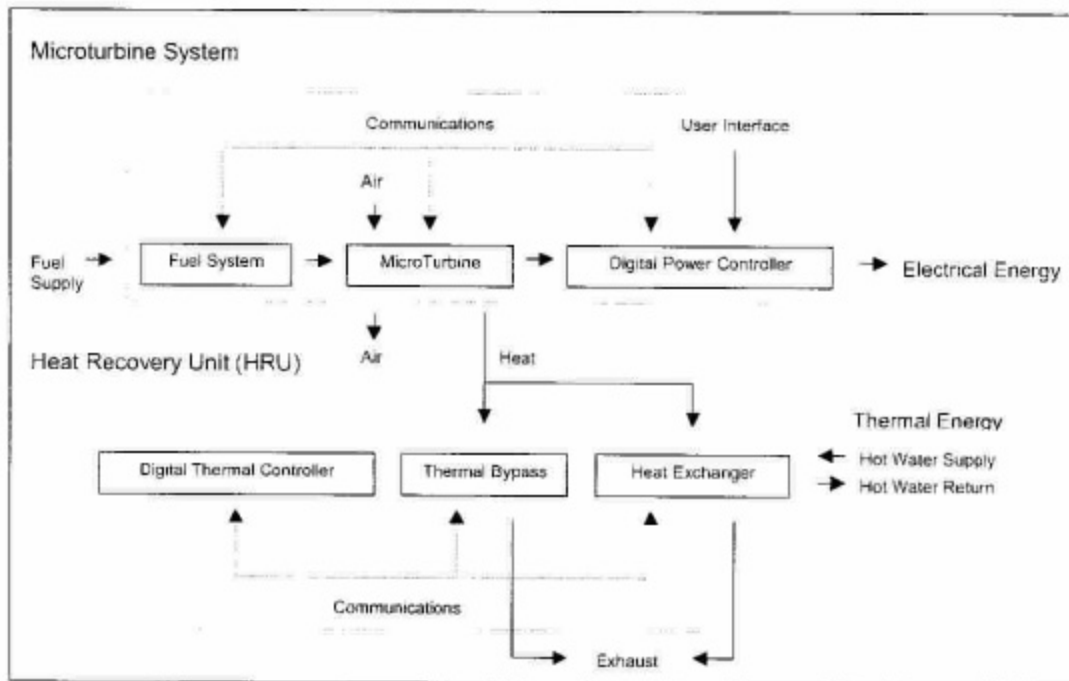 Microturbine System
Communications
User Interface
Air
Fuel
Supply
Fuel System
MicroTurbine
Digital Power Controller
Electrical Energy
Air
Heat Recovery Unit (HRU)
Heat
Thermal Energy
Digital Thermal Controller
Thermal Bypass
Heat Exchanger
Hot Water Supply
Hot Water Return
Communications
Exhaust